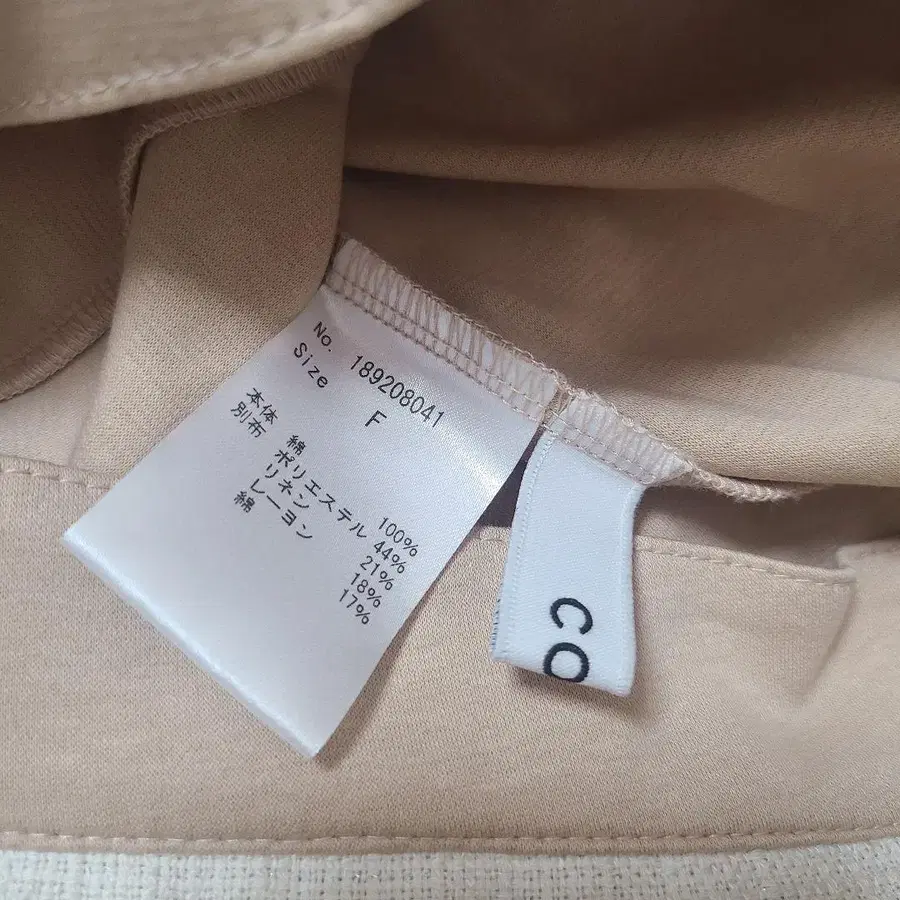 No. 189208041
Size F
本体 綿 100%
別布 ポリエステル 44%
リネン 21%
レーヨン 18%
綿 17%
CO